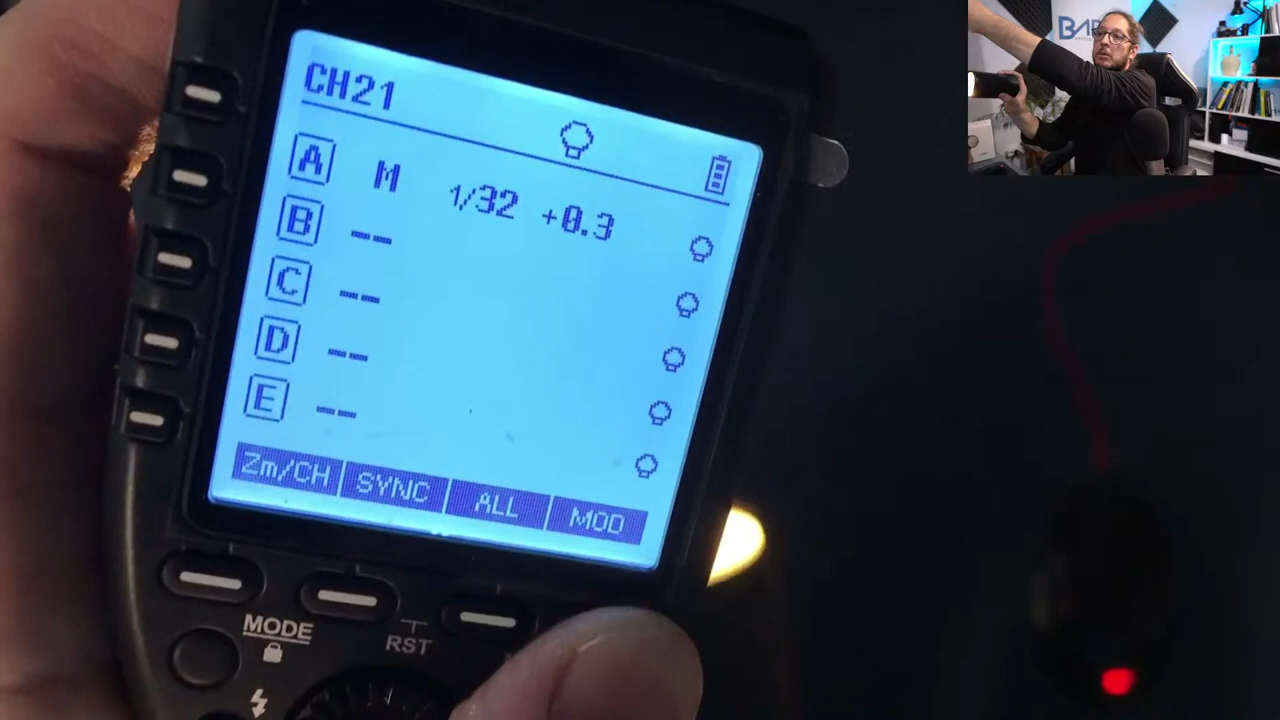 CH21
A M 1/32 +0.3
B --
C --
D --
E --
Zm/CH SYNC ALL MOD
MODE
RST